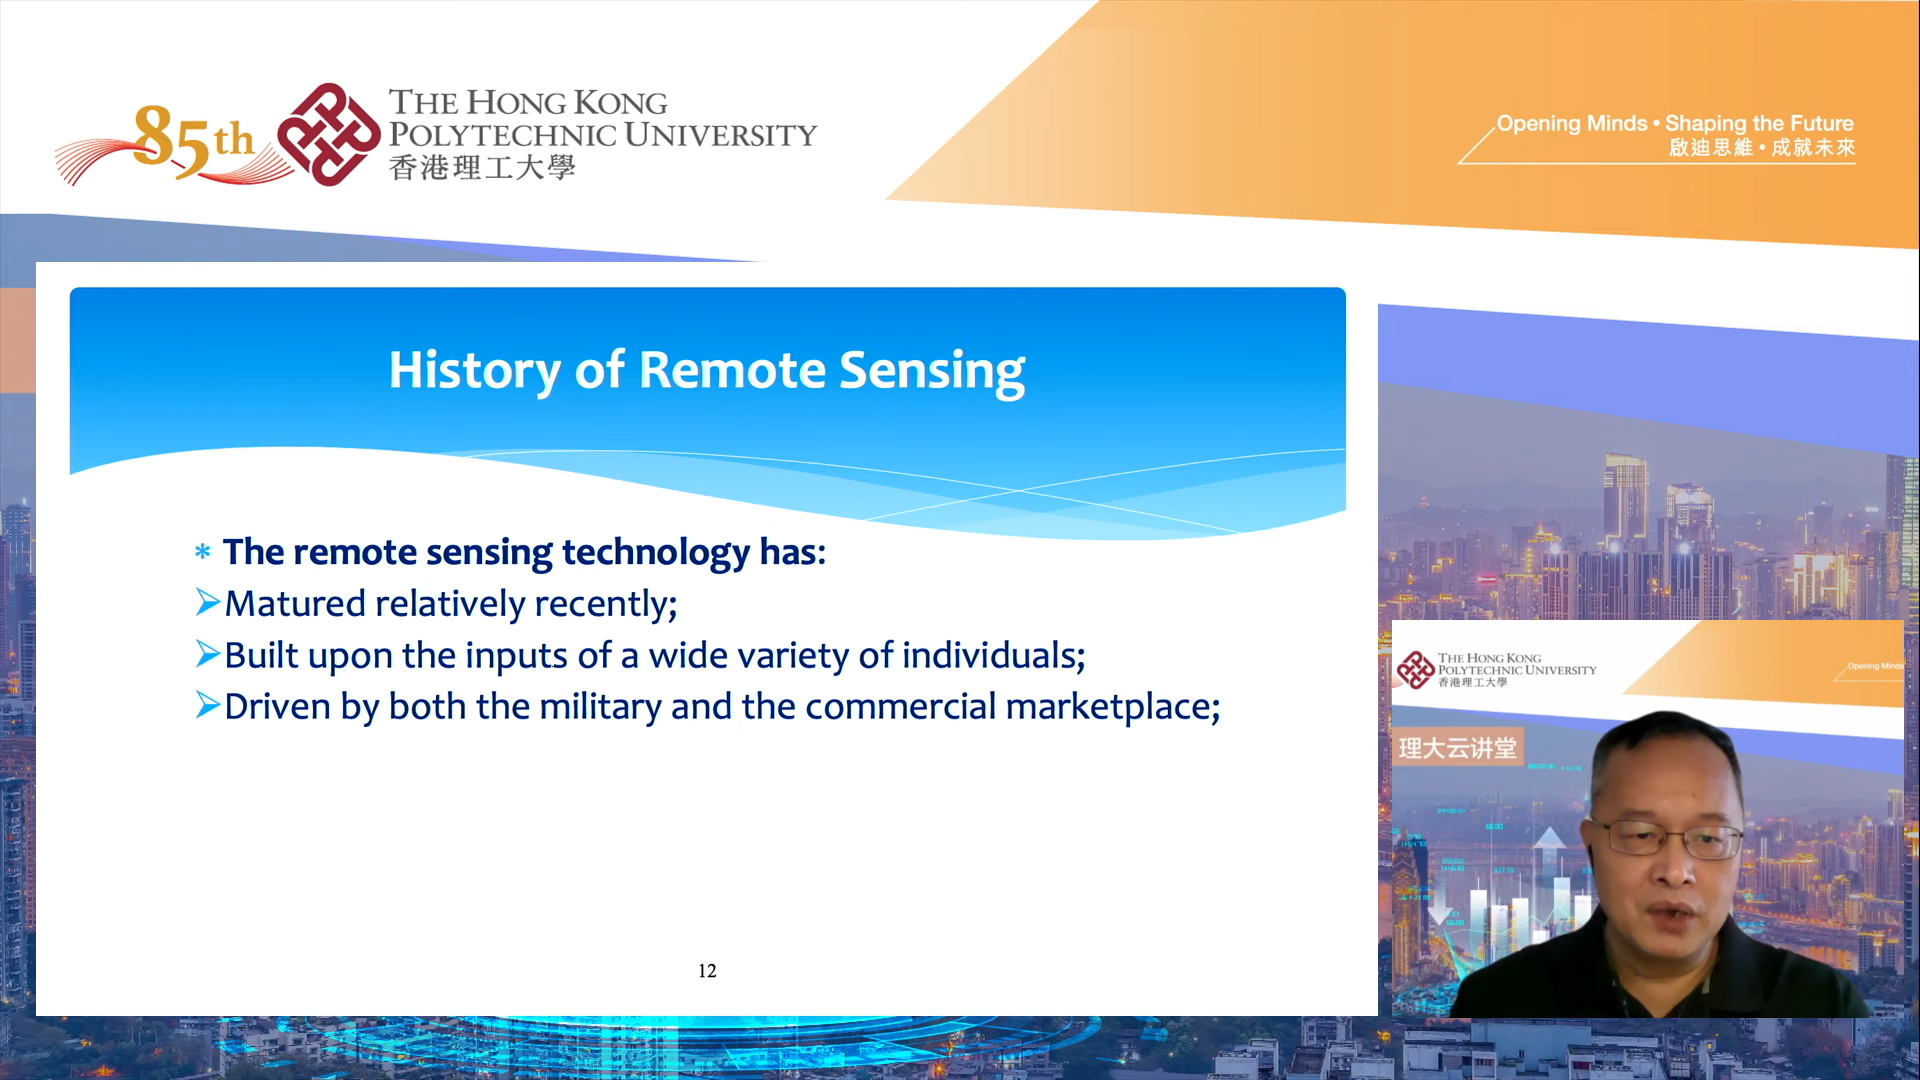 85th
THE HONG KONG
POLYTECHNIC UNIVERSITY
香港理工大學
Opening Minds • Shaping the Future
啟迪思維 • 成就未來
History of Remote Sensing
* The remote sensing technology has:
➢Matured relatively recently;
➢Built upon the inputs of a wide variety of individuals;
➢Driven by both the military and the commercial marketplace;
12
THE HONG KONG
POLYTECHNIC UNIVERSITY
香港理工大學
Opening Minds
理大云讲堂